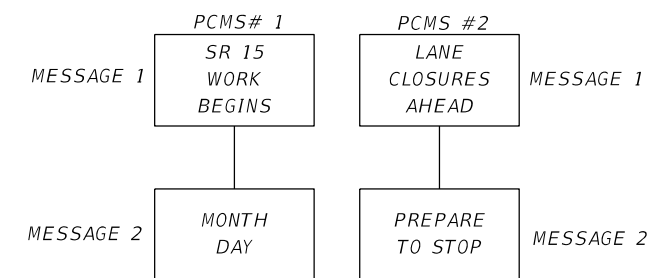 PCMS# 1 PCMS #2
MESSAGE 1
SR 15
WORK
BEGINS
LANE
CLOSURES
AHEAD
MESSAGE 1
MESSAGE 2
MONTH
DAY
PREPARE
TO STOP
MESSAGE 2